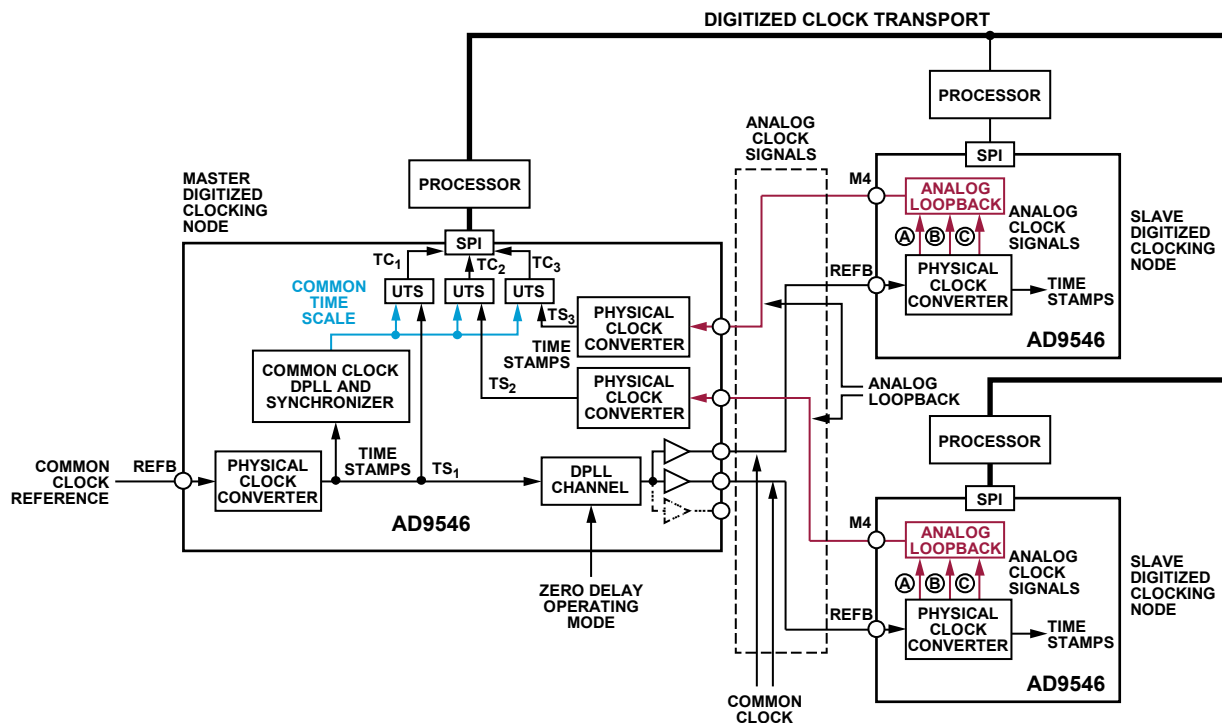 DIGITIZED CLOCK TRANSPORT
PROCESSOR
SPI
ANALOG
CLOCK
SIGNALS
M4
ANALOG
LOOPBACK
A
B
C
ANALOG
CLOCK
SIGNALS
SLAVE
DIGITIZED
CLOCKING
NODE
REFB
PHYSICAL
CLOCK
CONVERTER
TIME
STAMPS
AD9546
MASTER
DIGITIZED
CLOCKING
NODE
PROCESSOR
SPI
TC1
TC2
TC3
COMMON
TIME
SCALE
UTS
UTS
UTS
TS3
TIME
STAMPS
PHYSICAL
CLOCK
CONVERTER
COMMON CLOCK
DPLL AND
SYNCHRONIZER
TS2
PHYSICAL
CLOCK
CONVERTER
ANALOG
LOOPBACK
COMMON
CLOCK
REFERENCE
REFB
PHYSICAL
CLOCK
CONVERTER
TIME
STAMPS
TS1
DPLL
CHANNEL
AD9546
ZERO DELAY
OPERATING
MODE
COMMON
CLOCK
PROCESSOR
SPI
M4
ANALOG
LOOPBACK
A
B
C
ANALOG
CLOCK
SIGNALS
SLAVE
DIGITIZED
CLOCKING
NODE
REFB
PHYSICAL
CLOCK
CONVERTER
TIME
STAMPS
AD9546